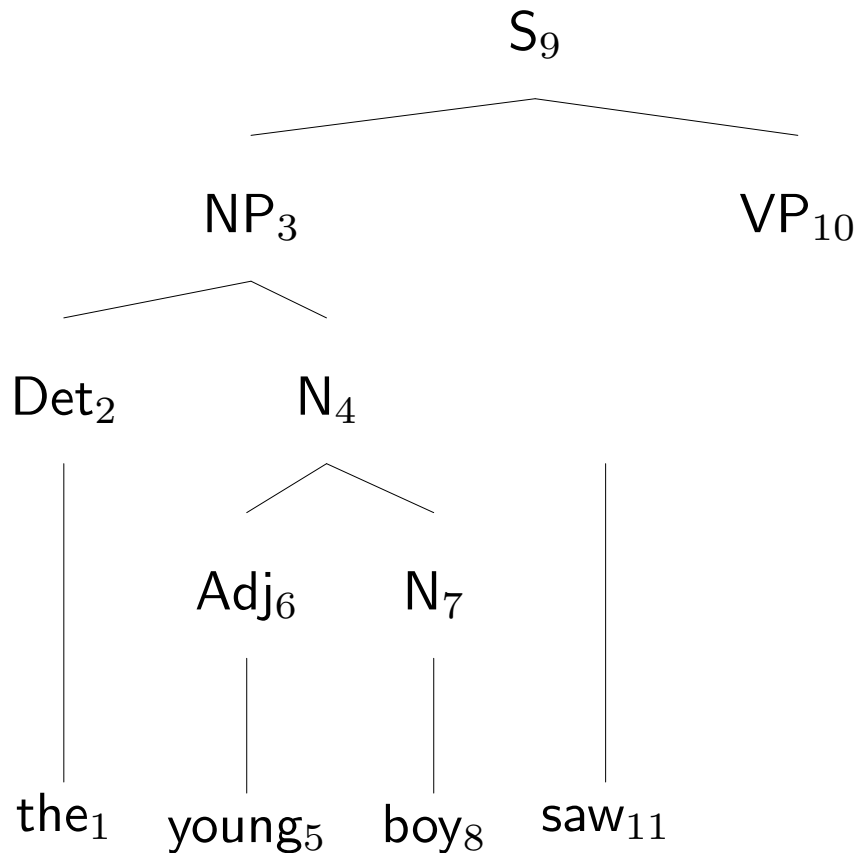 S₉
NP₃ VP₁₀
Det₂ N₄
Adj₆ N₇
the₁ young₅ boy₈ saw₁₁